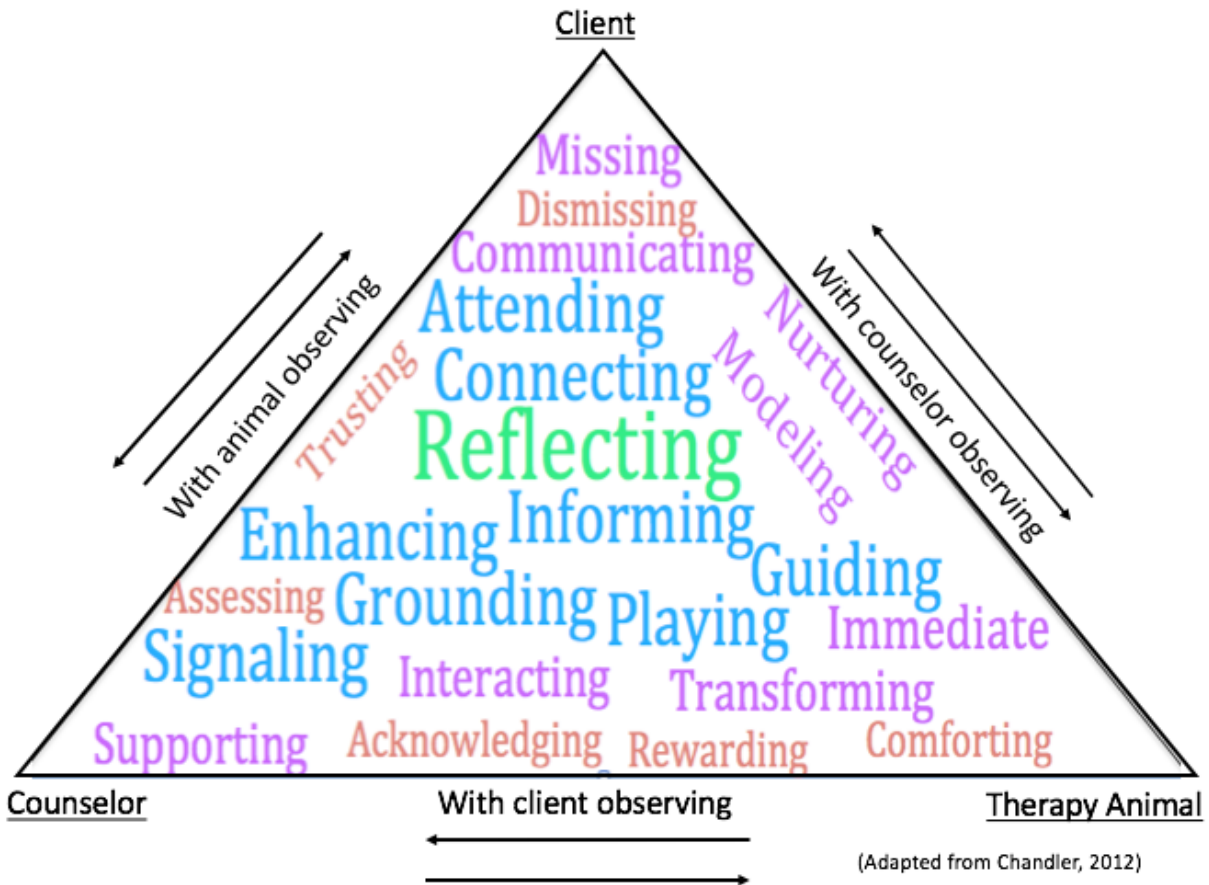 Client
Missing
Dismissing
Communicating
Attending
Nurturing
Trusting
Connecting
Modeling
Reflecting
With animal observing
With counselor observing
Enhancing
Informing
Guiding
Assessing
Grounding
Playing
Immediate
Signaling
Interacting
Transforming
Supporting
Acknowledging
Rewarding
Comforting
Counselor
With client observing
Therapy Animal
(Adapted from Chandler, 2012)